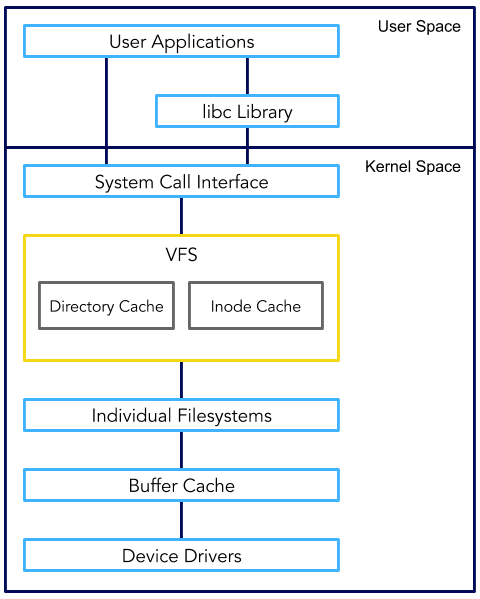 User Space
User Applications
libc Library
Kernel Space
System Call Interface
VFS
Directory Cache
Inode Cache
Individual Filesystems
Buffer Cache
Device Drivers